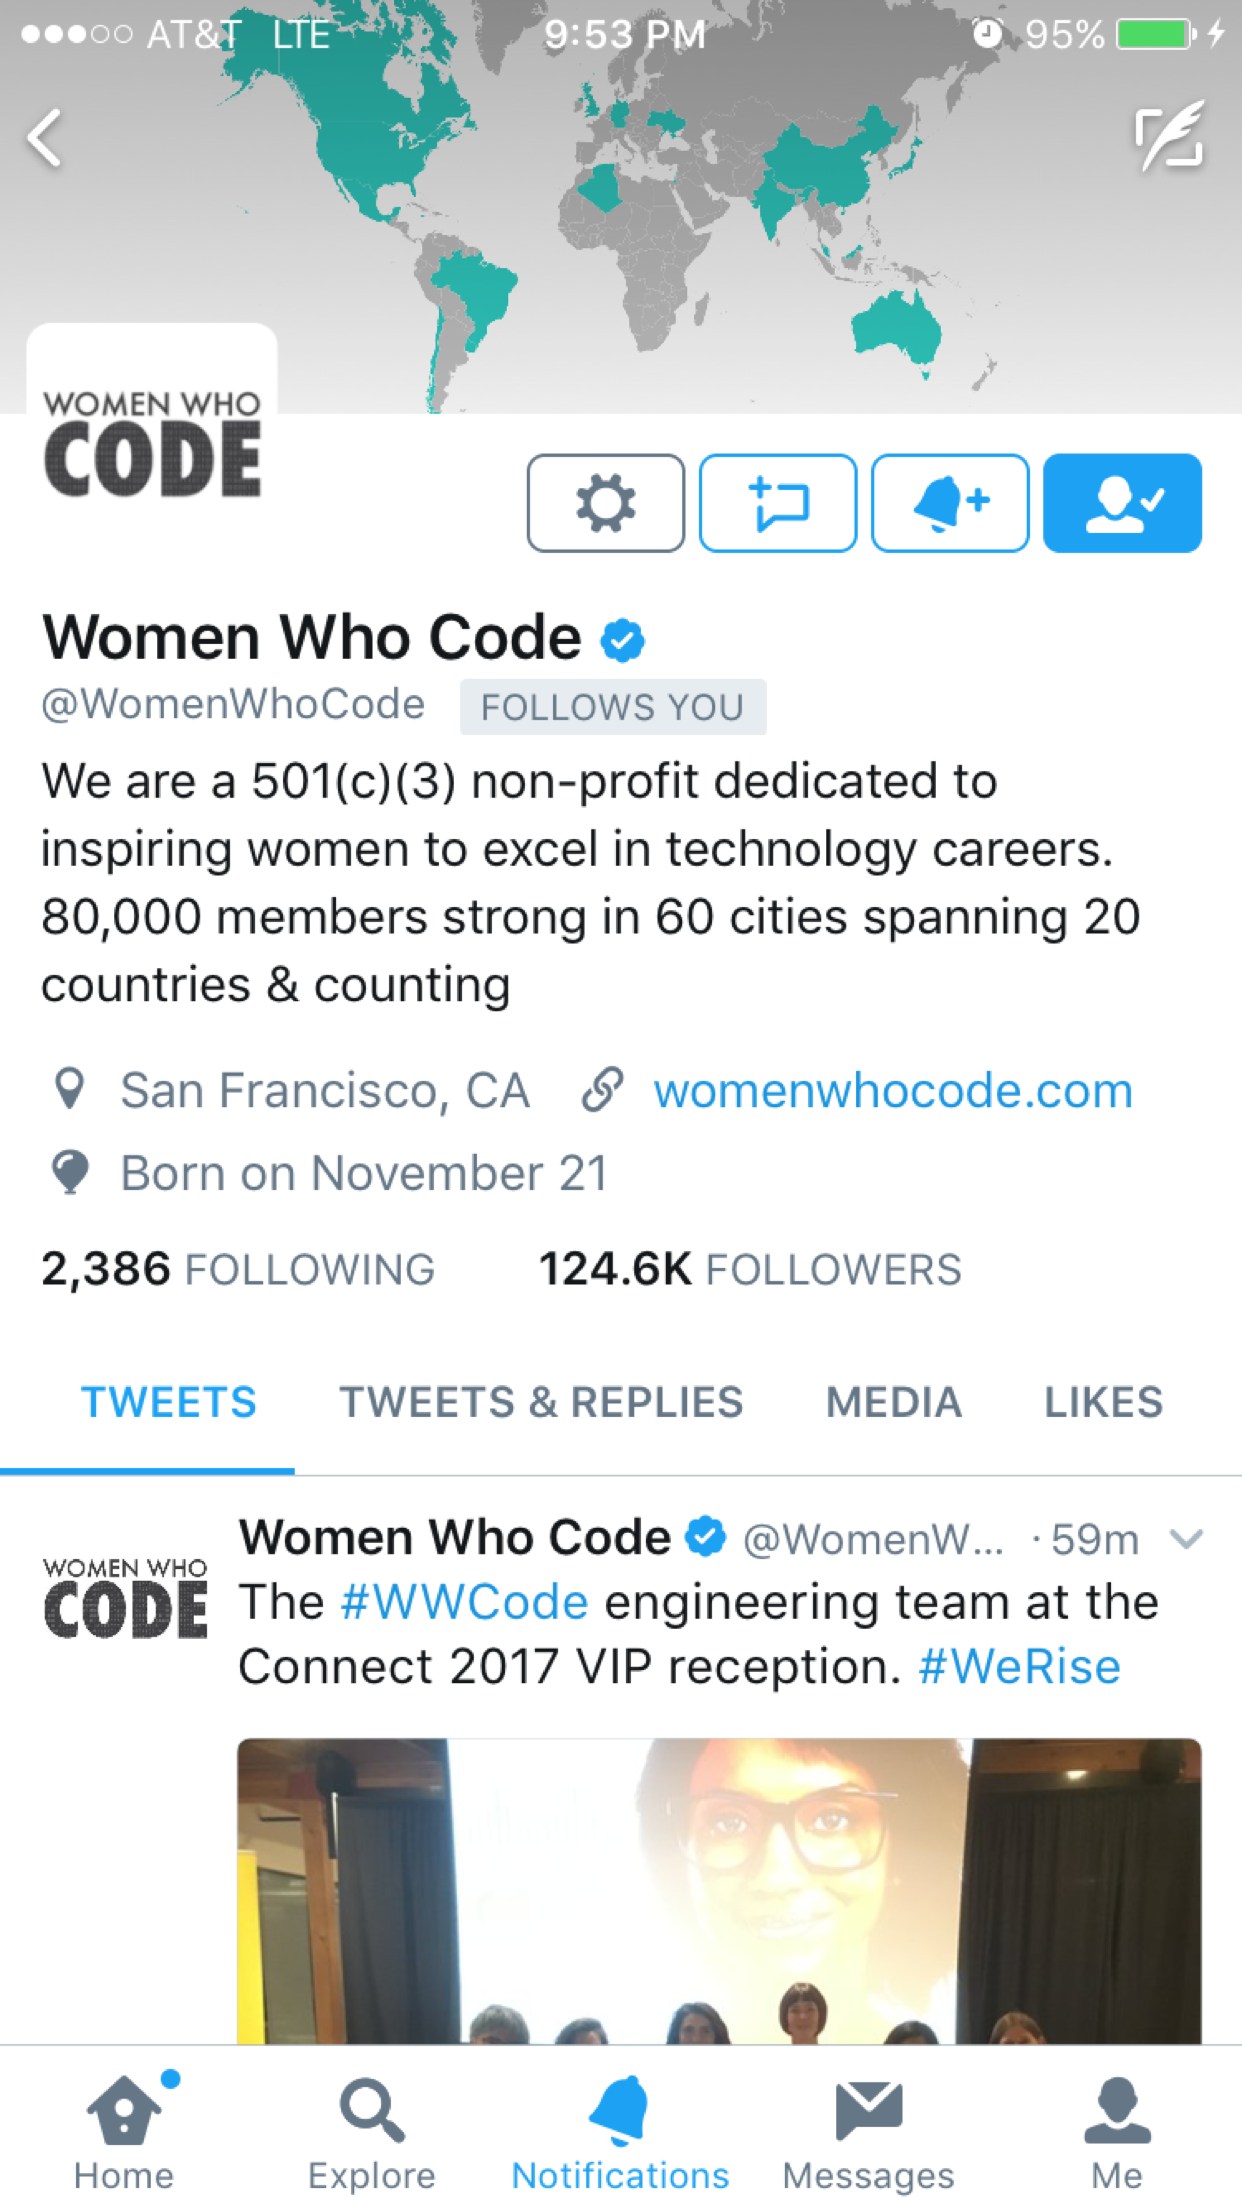 AT&T LTE 9:53 PM 95%
WOMEN WHO
CODE
Women Who Code
@WomenWhoCode FOLLOWS YOU
We are a 501(c)(3) non-profit dedicated to
inspiring women to excel in technology careers.
80,000 members strong in 60 cities spanning 20
countries & counting
San Francisco, CA womenwhocode.com
Born on November 21
2,386 FOLLOWING 124.6K FOLLOWERS
TWEETS TWEETS & REPLIES MEDIA LIKES
WOMEN WHO
CODE
Women Who Code @WomenW... · 59m
The #WWCode engineering team at the
Connect 2017 VIP reception. #WeRise
Home Explore Notifications Messages Me